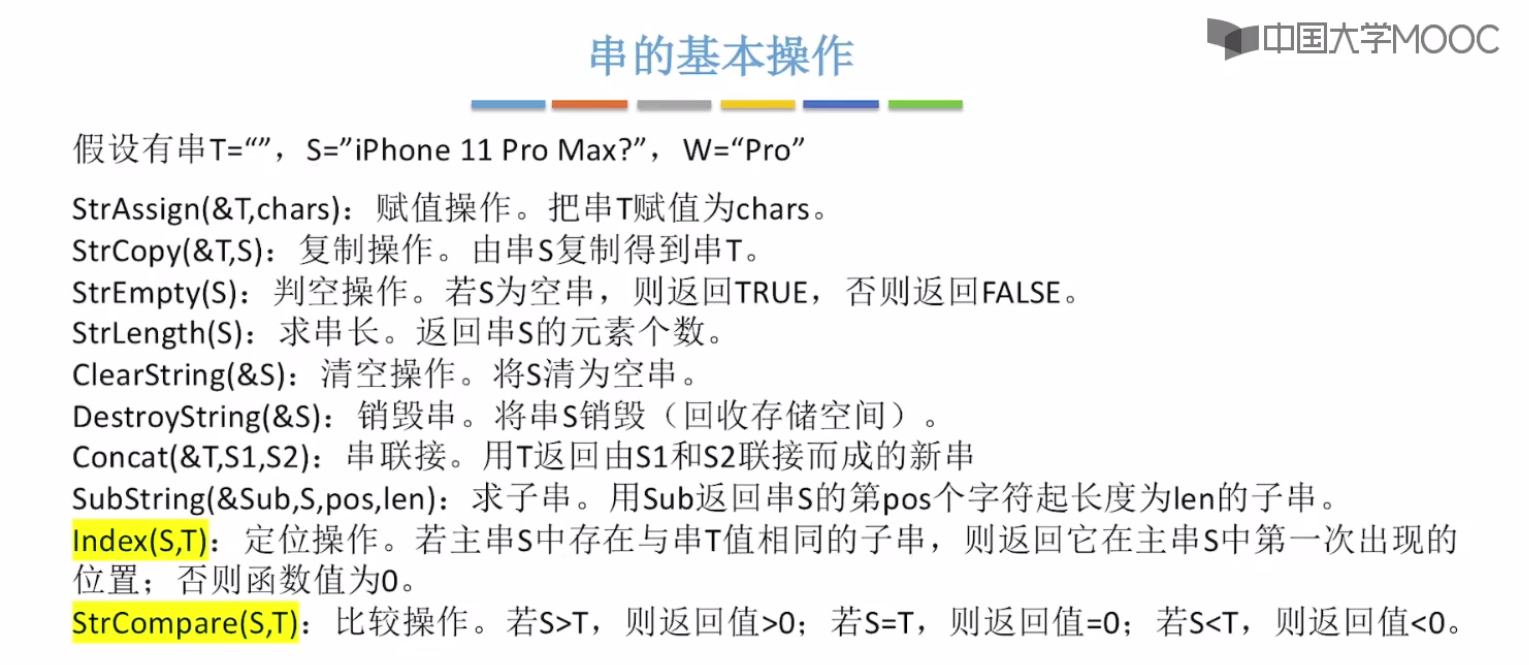 中国大学MOOC
串的基本操作
假设有串T=“”，S=”iPhone 11 Pro Max?”，W=“Pro”
StrAssign(&T,chars)：赋值操作。把串T赋值为chars。
StrCopy(&T,S)：复制操作。由串S复制得到串T。
StrEmpty(S)：判空操作。若S为空串，则返回TRUE，否则返回FALSE。
StrLength(S)：求串长。返回串S的元素个数。
ClearString(&S)：清空操作。将S清为空串。
DestroyString(&S)：销毁串。将串S销毁（回收存储空间）。
Concat(&T,S1,S2)：串联接。用T返回由S1和S2联接而成的新串
SubString(&Sub,S,pos,len)：求子串。用Sub返回串S的第pos个字符起长度为len的子串。
Index(S,T)：定位操作。若主串S中存在与串T值相同的子串，则返回它在主串S中第一次出现的
位置；否则函数值为0。
StrCompare(S,T)：比较操作。若S>T，则返回值>0；若S=T，则返回值=0；若S<T，则返回值<0。